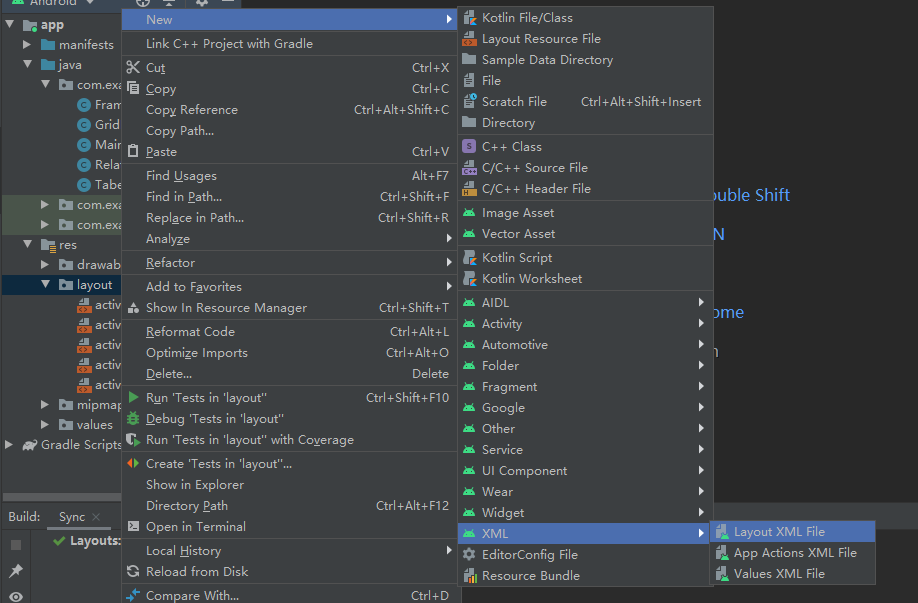 Android
app
manifests
java
com.exa
Fram
Grid
Main
Rela
Tabe
com.exa
com.exa
res
drawab
layout
activ
activ
activ
activ
activ
mipmap
values
Gradle Scripts
Build:
Sync
Layouts:
New
Link C++ Project with Gradle
Cut Ctrl+X
Copy Ctrl+C
Copy Reference Ctrl+Alt+Shift+C
Copy Path...
Paste Ctrl+V
Find Usages Alt+F7
Find in Path... Ctrl+Shift+F
Replace in Path... Ctrl+Shift+R
Analyze
Refactor
Add to Favorites
Show In Resource Manager Ctrl+Shift+T
Reformat Code Ctrl+Alt+L
Optimize Imports Ctrl+Alt+O
Delete... Delete
Run 'Tests in 'layout'' Ctrl+Shift+F10
Debug 'Tests in 'layout''
Run 'Tests in 'layout'' with Coverage
Create 'Tests in 'layout''...
Show in Explorer
Directory Path Ctrl+Alt+F12
Open in Terminal
Local History
Reload from Disk
Compare With... Ctrl+D
Kotlin File/Class
Layout Resource File
Sample Data Directory
File
Scratch File Ctrl+Alt+Shift+Insert
Directory
C++ Class
C/C++ Source File
C/C++ Header File
Image Asset
Vector Asset
Kotlin Script
Kotlin Worksheet
AIDL
Activity
Automotive
Folder
Fragment
Google
Other
Service
UI Component
Wear
Widget
XML
EditorConfig File
Resource Bundle
Layout XML File
App Actions XML File
Values XML File
ouble Shift
N
ome